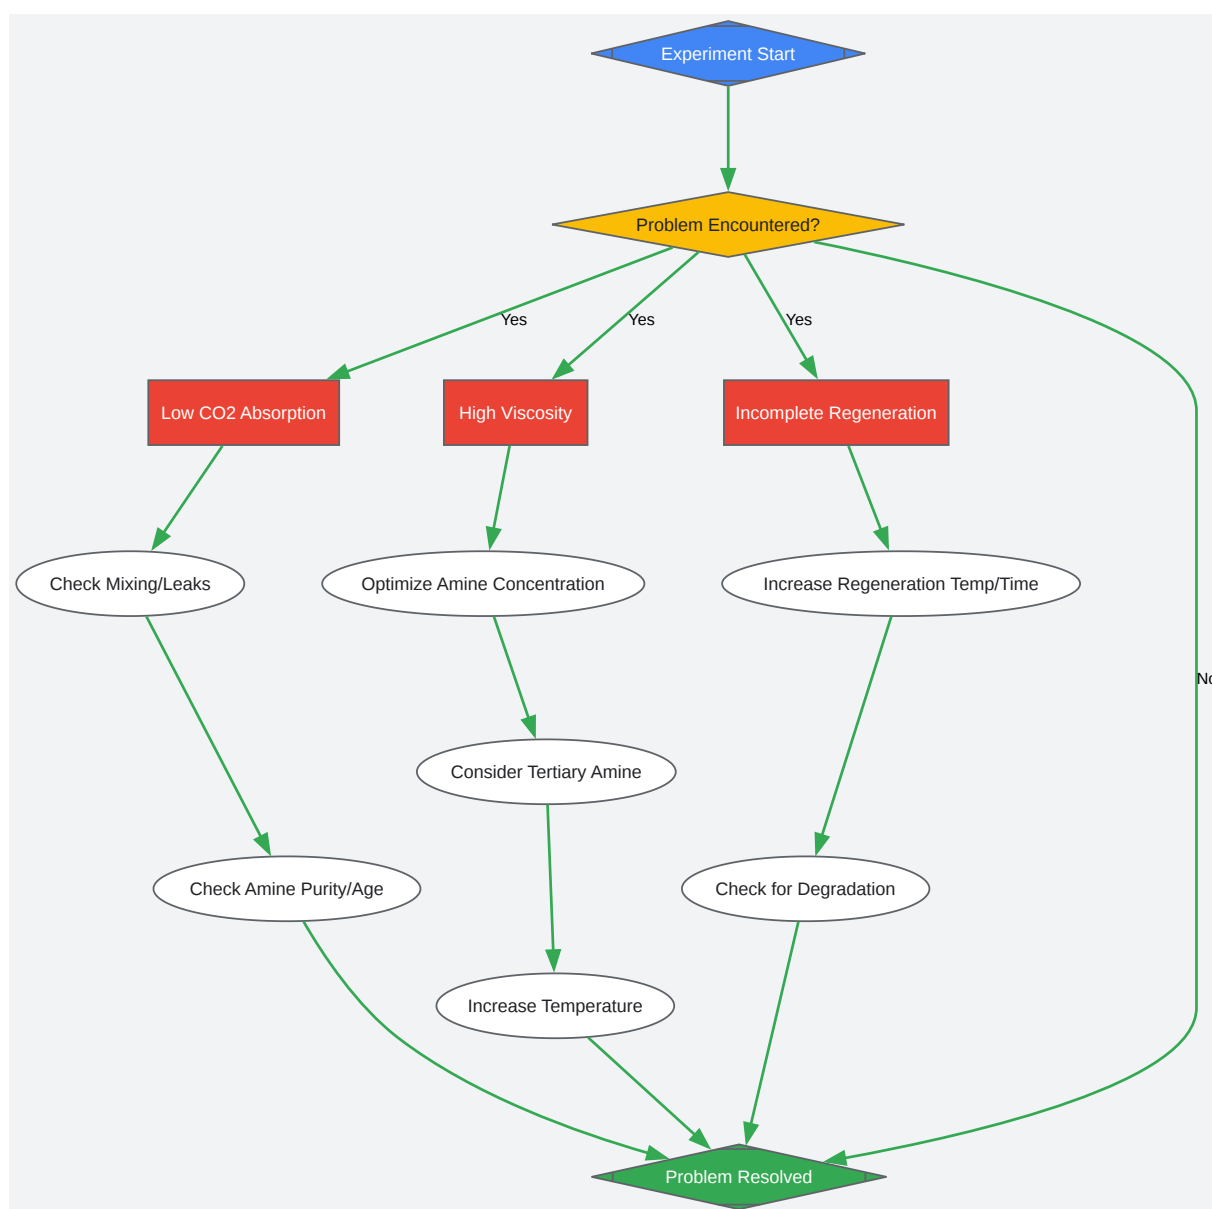 Experiment Start
Problem Encountered?
Yes
Yes
Yes
Low CO2 Absorption
High Viscosity
Incomplete Regeneration
Check Mixing/Leaks
Optimize Amine Concentration
Increase Regeneration Temp/Time
No
Consider Tertiary Amine
Check Amine Purity/Age
Check for Degradation
Increase Temperature
Problem Resolved